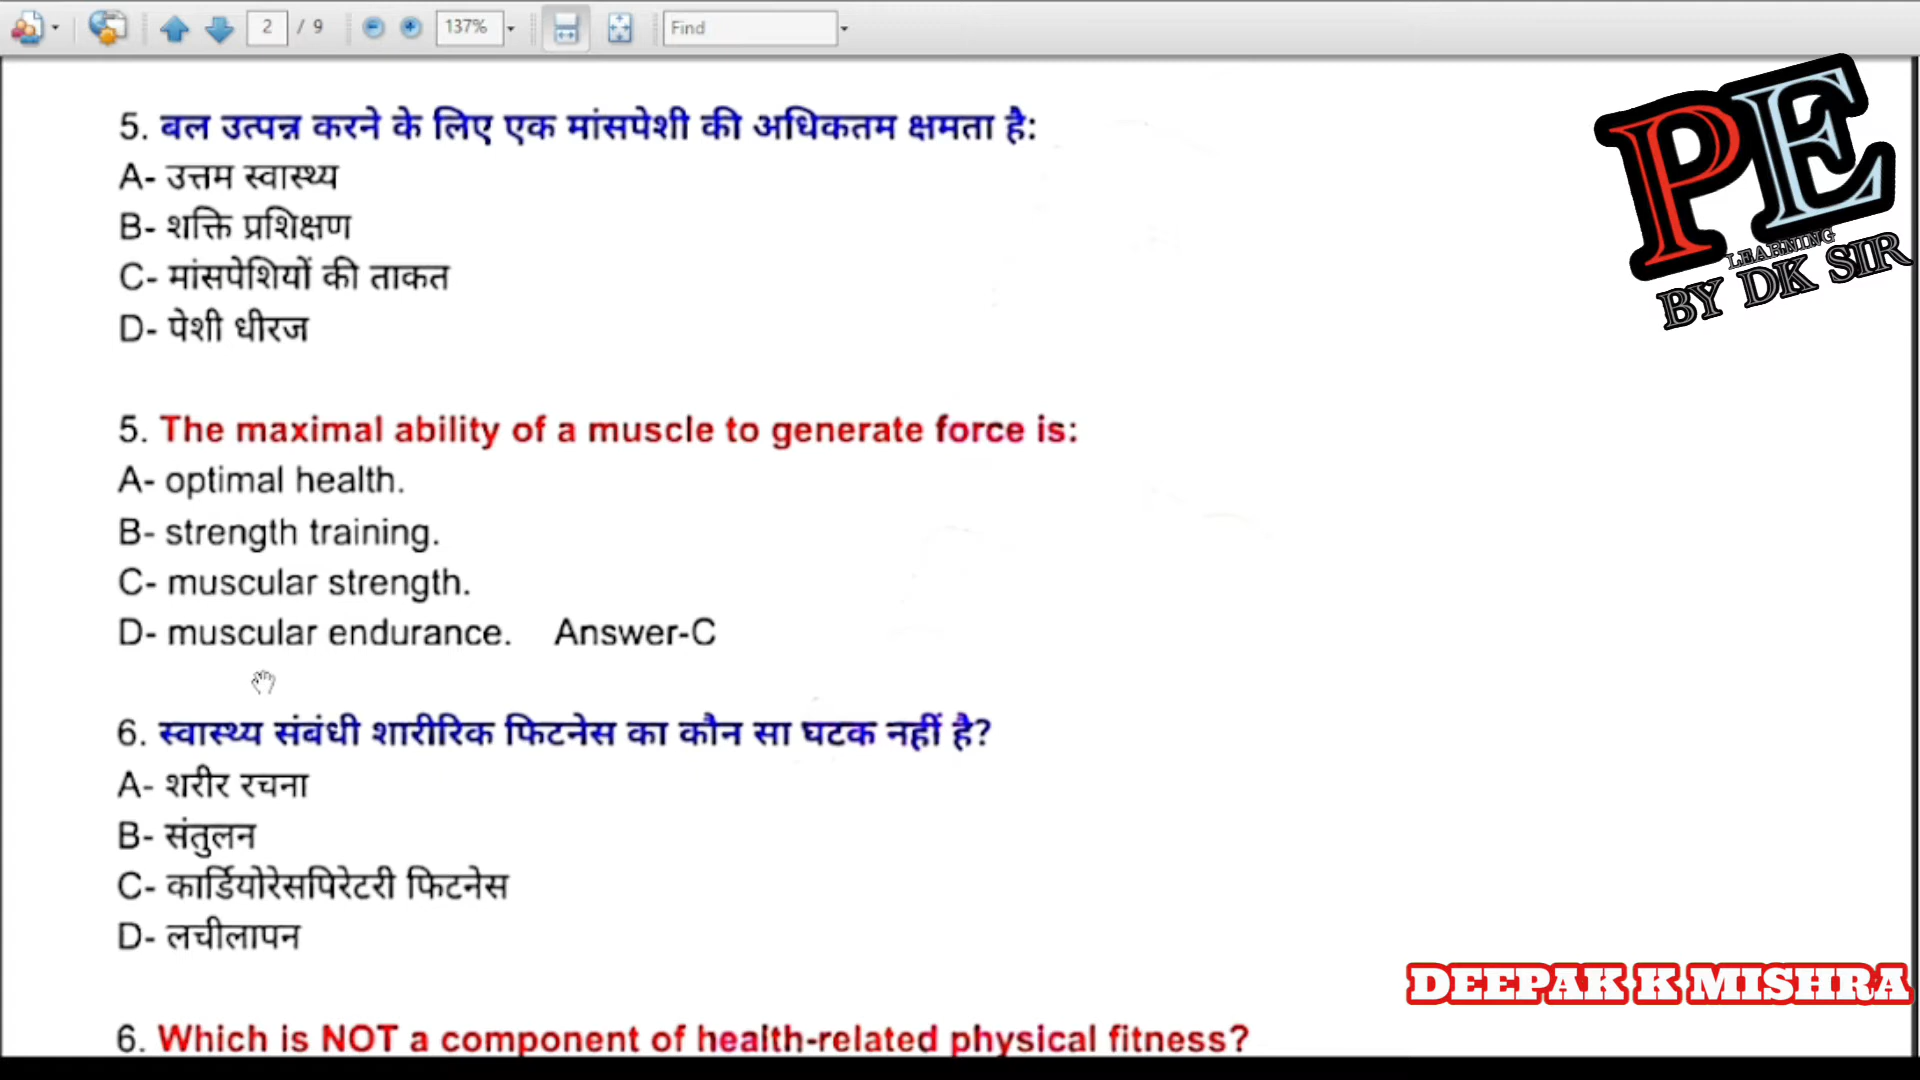 2 / 9 137% Find
5. बल उत्पन्न करने के लिए एक मांसपेशी की अधिकतम क्षमता है:
A- उत्तम स्वास्थ्य
B- शक्ति प्रशिक्षण
C- मांसपेशियों की ताकत
D- पेशी धीरज
5. The maximal ability of a muscle to generate force is:
A- optimal health.
B- strength training.
C- muscular strength.
D- muscular endurance. Answer-C
6. स्वास्थ्य संबंधी शारीरिक फिटनेस का कौन सा घटक नहीं है?
A- शरीर रचना
B- संतुलन
C- कार्डियोरेसपिरेटरी फिटनेस
D- लचीलापन
6. Which is NOT a component of health-related physical fitness?
PE
LEARNING
BY DK SIR
DEEPAK K MISHRA